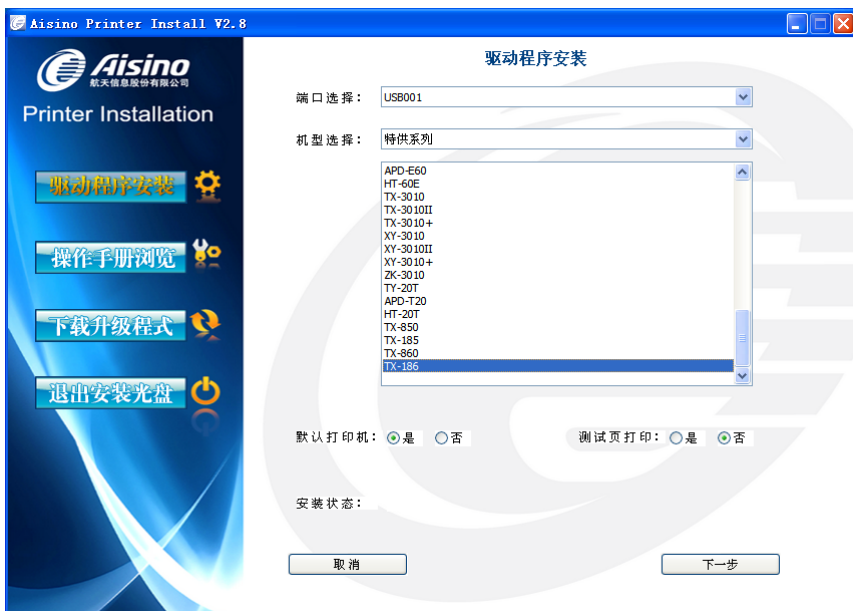 Aisino Printer Install V2.8
Aisino
航天信息股份有限公司
Printer Installation
驱动程序安装
操作手册浏览
下载升级程式
退出安装光盘
驱动程序安装
端口选择： USB001
机型选择： 特供系列
APD-E60
HT-60E
TX-3010
TX-3010II
TX-3010+
XY-3010
XY-3010II
XY-3010+
ZK-3010
TY-20T
APD-T20
HT-20T
TX-850
TX-185
TX-860
TX-186
默认打印机： 是 否 测试页打印： 是 否
安装状态：
取消 下一步